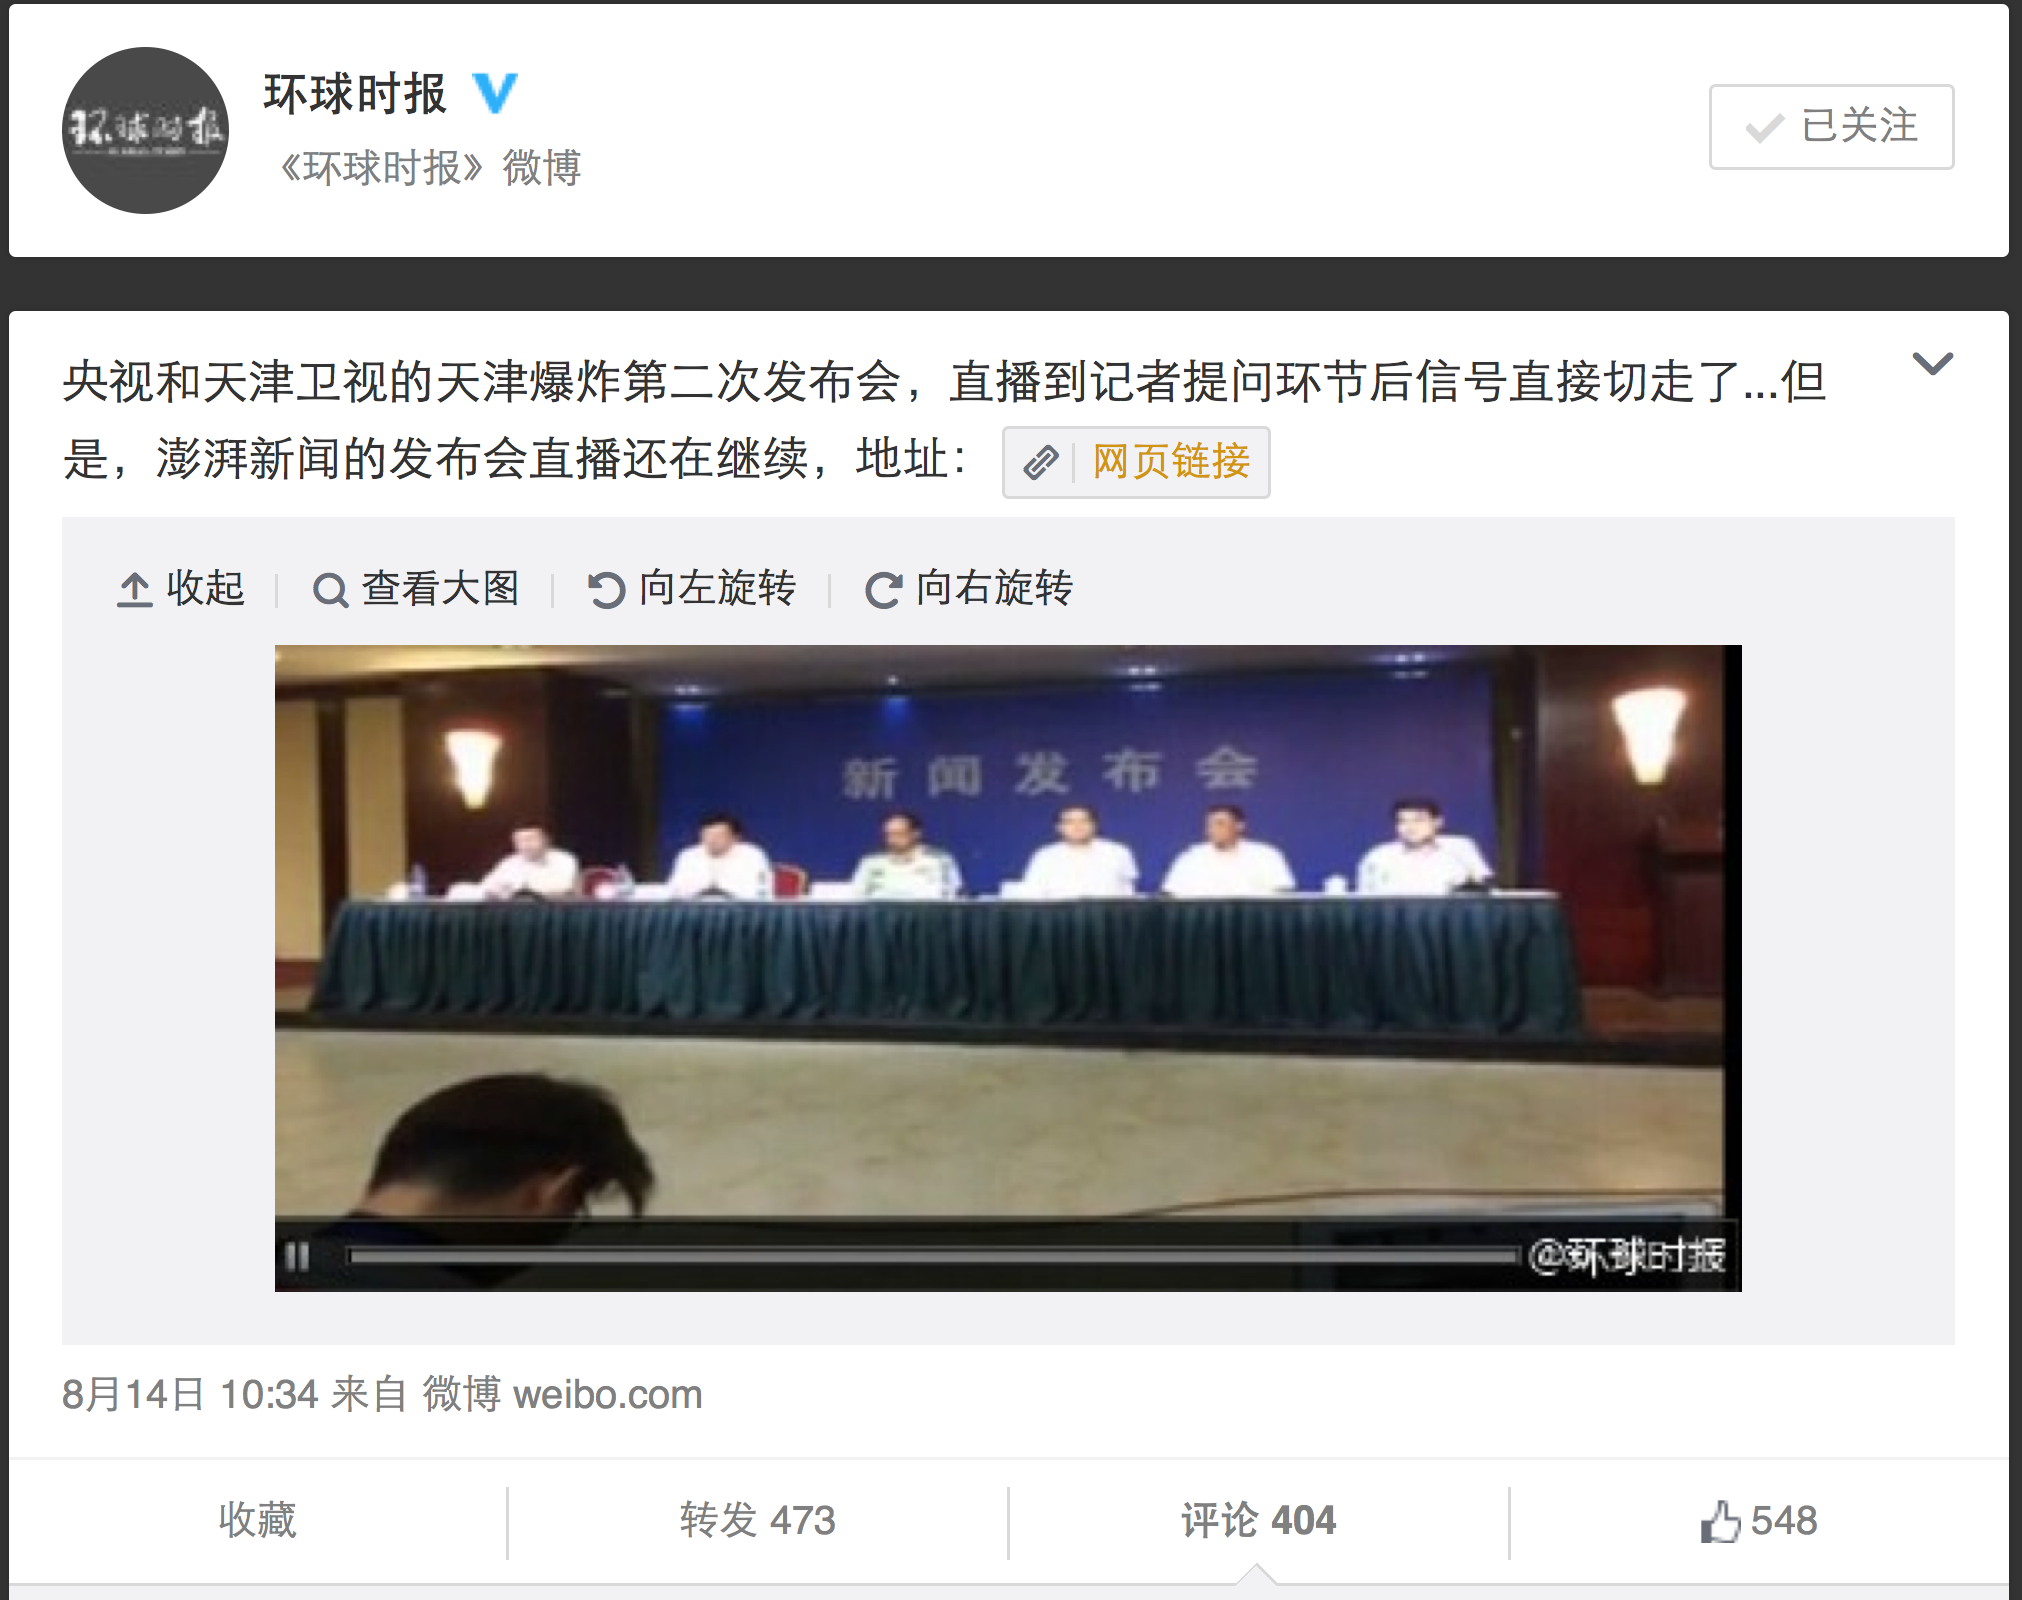 环球时报
环球时报
《环球时报》微博
已关注
央视和天津卫视的天津爆炸第二次发布会，直播到记者提问环节后信号直接切走了...但
是，澎湃新闻的发布会直播还在继续，地址：网页链接
收起 查看大图 向左旋转 向右旋转
新闻发布会
@环球时报
8月14日 10:34 来自 微博 weibo.com
收藏 转发 473 评论 404 548